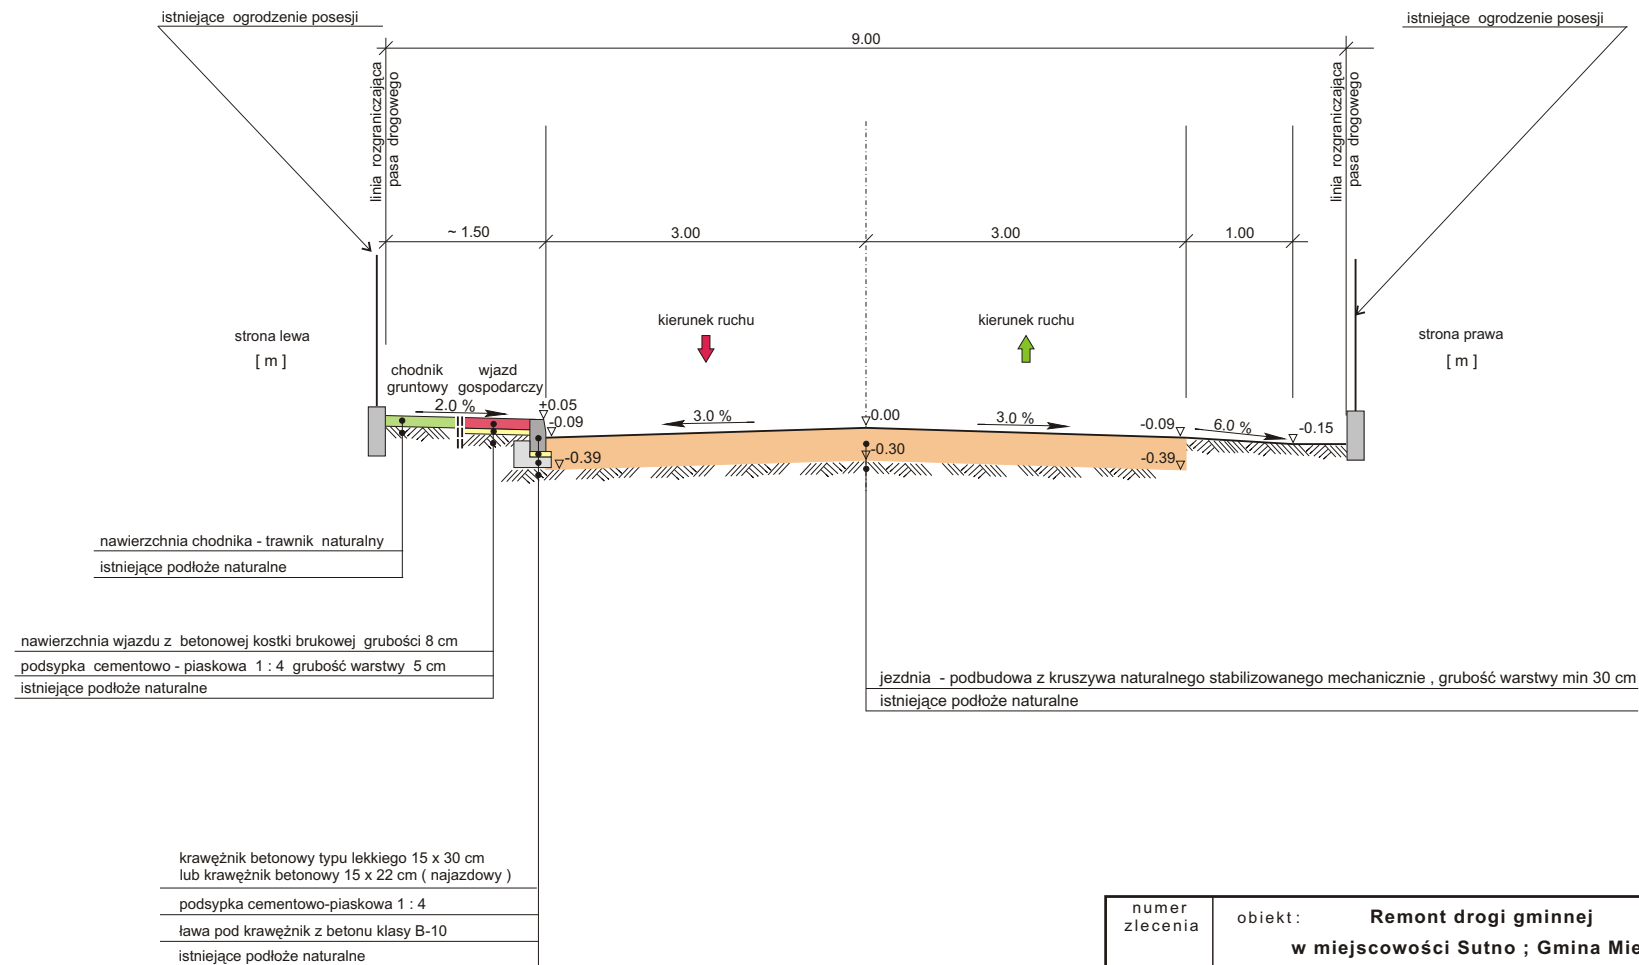 istniejące ogrodzenie posesji
istniejące ogrodzenie posesji
9.00
linia rozgraniczająca
pasa drogowego
linia rozgraniczająca
pasa drogowego
~ 1.50
3.00
3.00
1.00
kierunek ruchu
kierunek ruchu
strona lewa
[ m ]
strona prawa
[ m ]
chodnik
gruntowy
wjazd
gospodarczy
2.0 %
+0.05
-0.09
3.0 %
-0.00
3.0 %
-0.09
6.0 %
-0.15
-0.39
-0.30
-0.39
nawierzchnia chodnika - trawnik naturalny
istniejące podłoże naturalne
nawierzchnia wjazdu z betonowej kostki brukowej grubości 8 cm
podsypka cementowo - piaskowa 1 : 4 grubość warstwy 5 cm
istniejące podłoże naturalne
jezdnia - podbudowa z kruszywa naturalnego stabilizowanego mechanicznie , grubość warstwy min 30 cm
istniejące podłoże naturalne
krawężnik betonowy typu lekkiego 15 x 30 cm
lub krawężnik betonowy 15 x 22 cm ( najazdowy )
podsypka cementowo-piaskowa 1 : 4
ława pod krawężnik z betonu klasy B-10
istniejące podłoże naturalne
numer
zlecenia
obiekt : Remont drogi gminnej
w miejscowości Sutno ; Gmina Mie